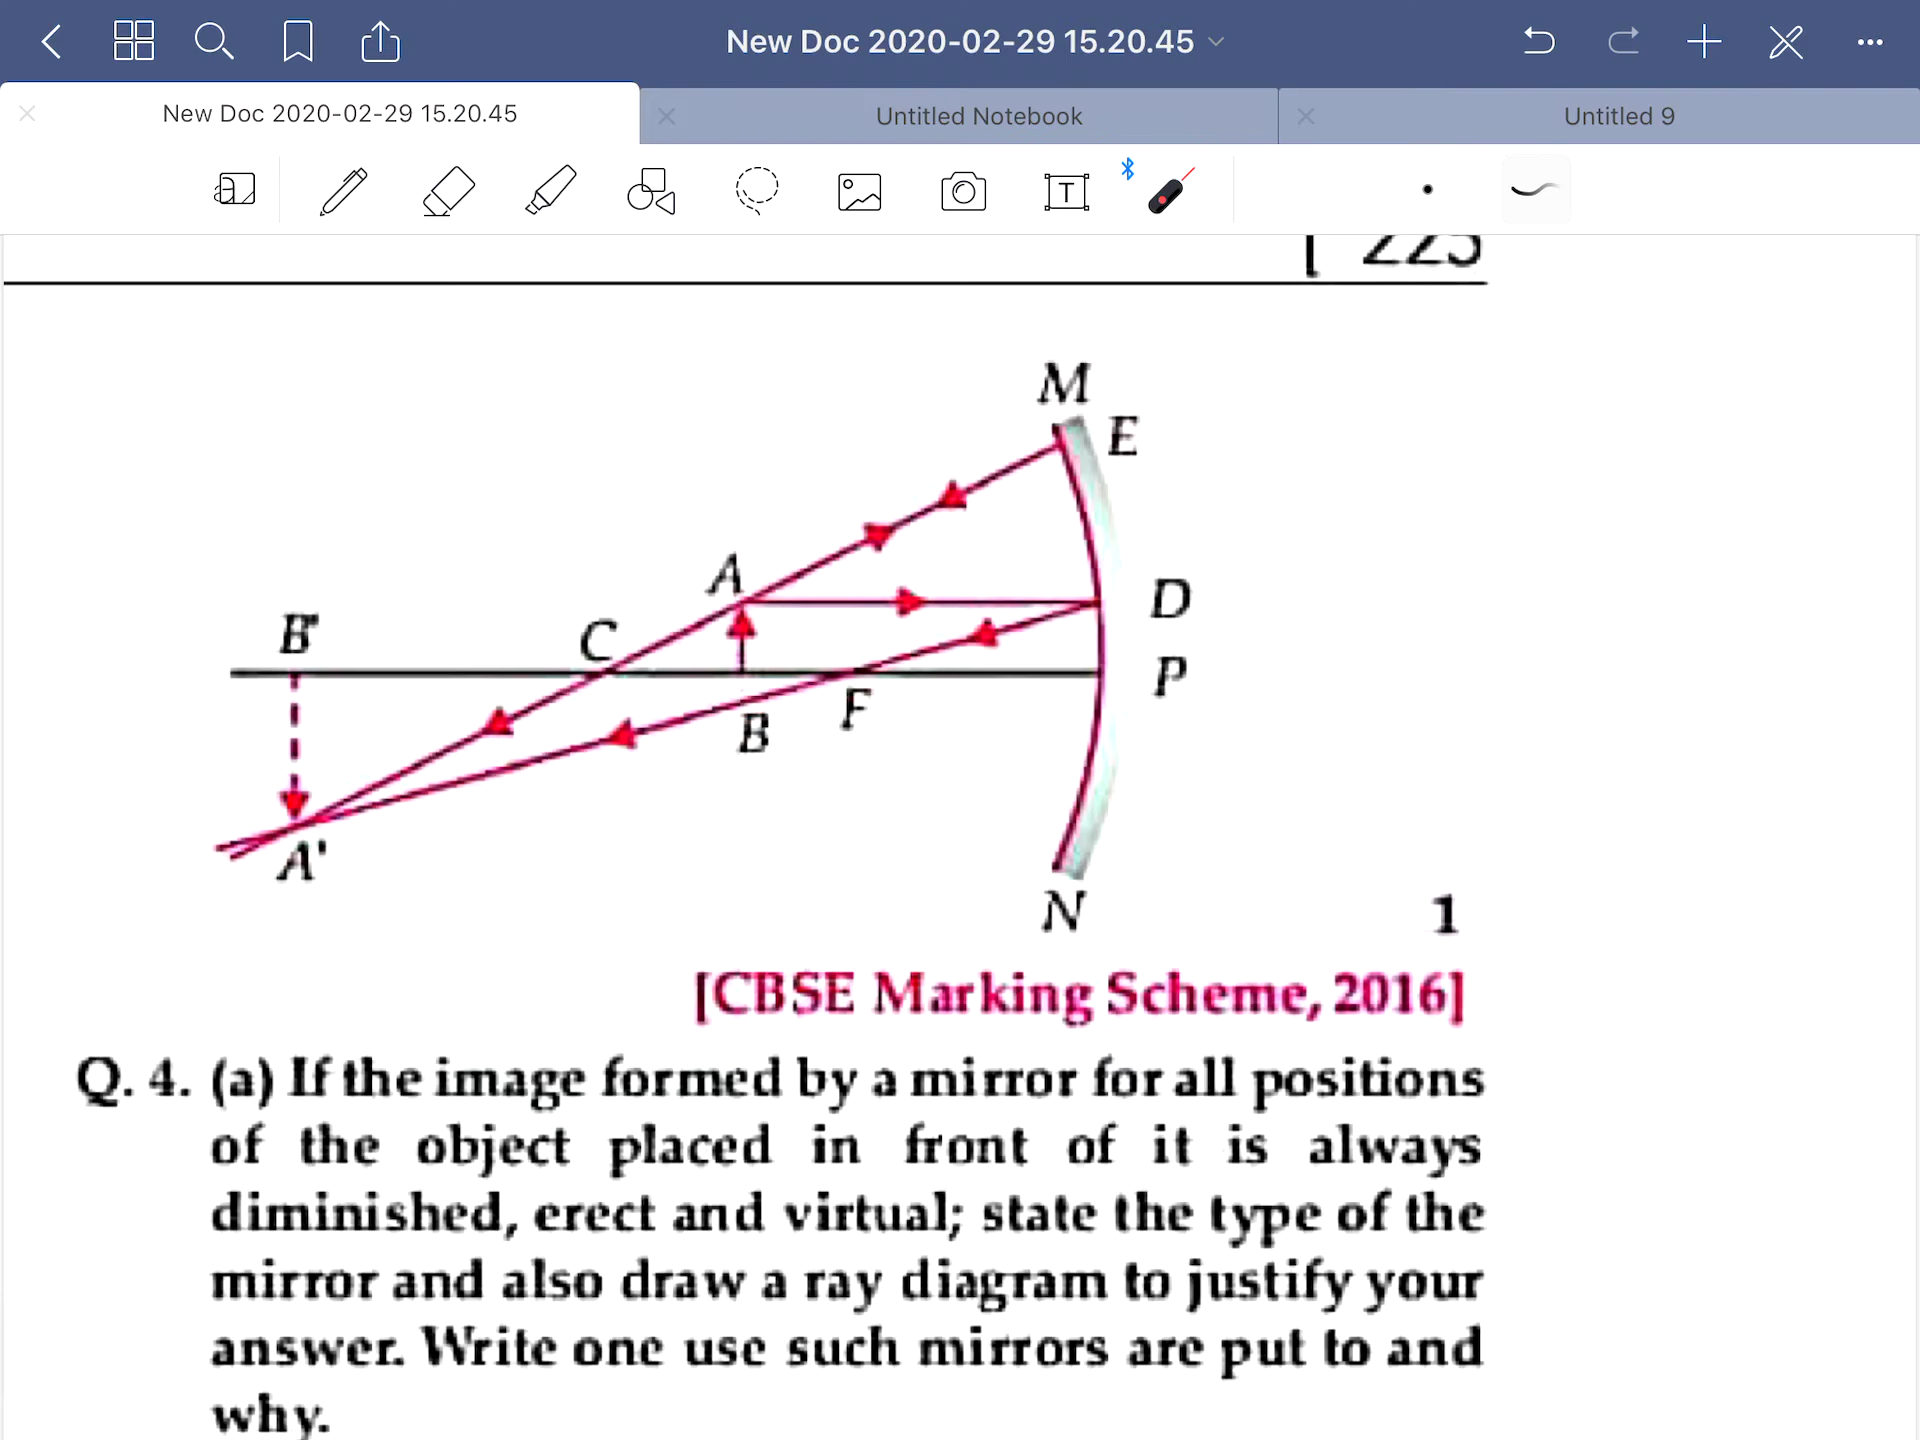 New Doc 2020-02-29 15.20.45
New Doc 2020-02-29 15.20.45
Untitled Notebook
Untitled 9
a
T
[ 225
M
E
A
D
B'
C
P
B
F
A'
N
1
[CBSE Marking Scheme, 2016]
Q. 4. (a) If the image formed by a mirror for all positions
of the object placed in front of it is always
diminished, erect and virtual; state the type of the
mirror and also draw a ray diagram to justify your
answer. Write one use such mirrors are put to and
why.